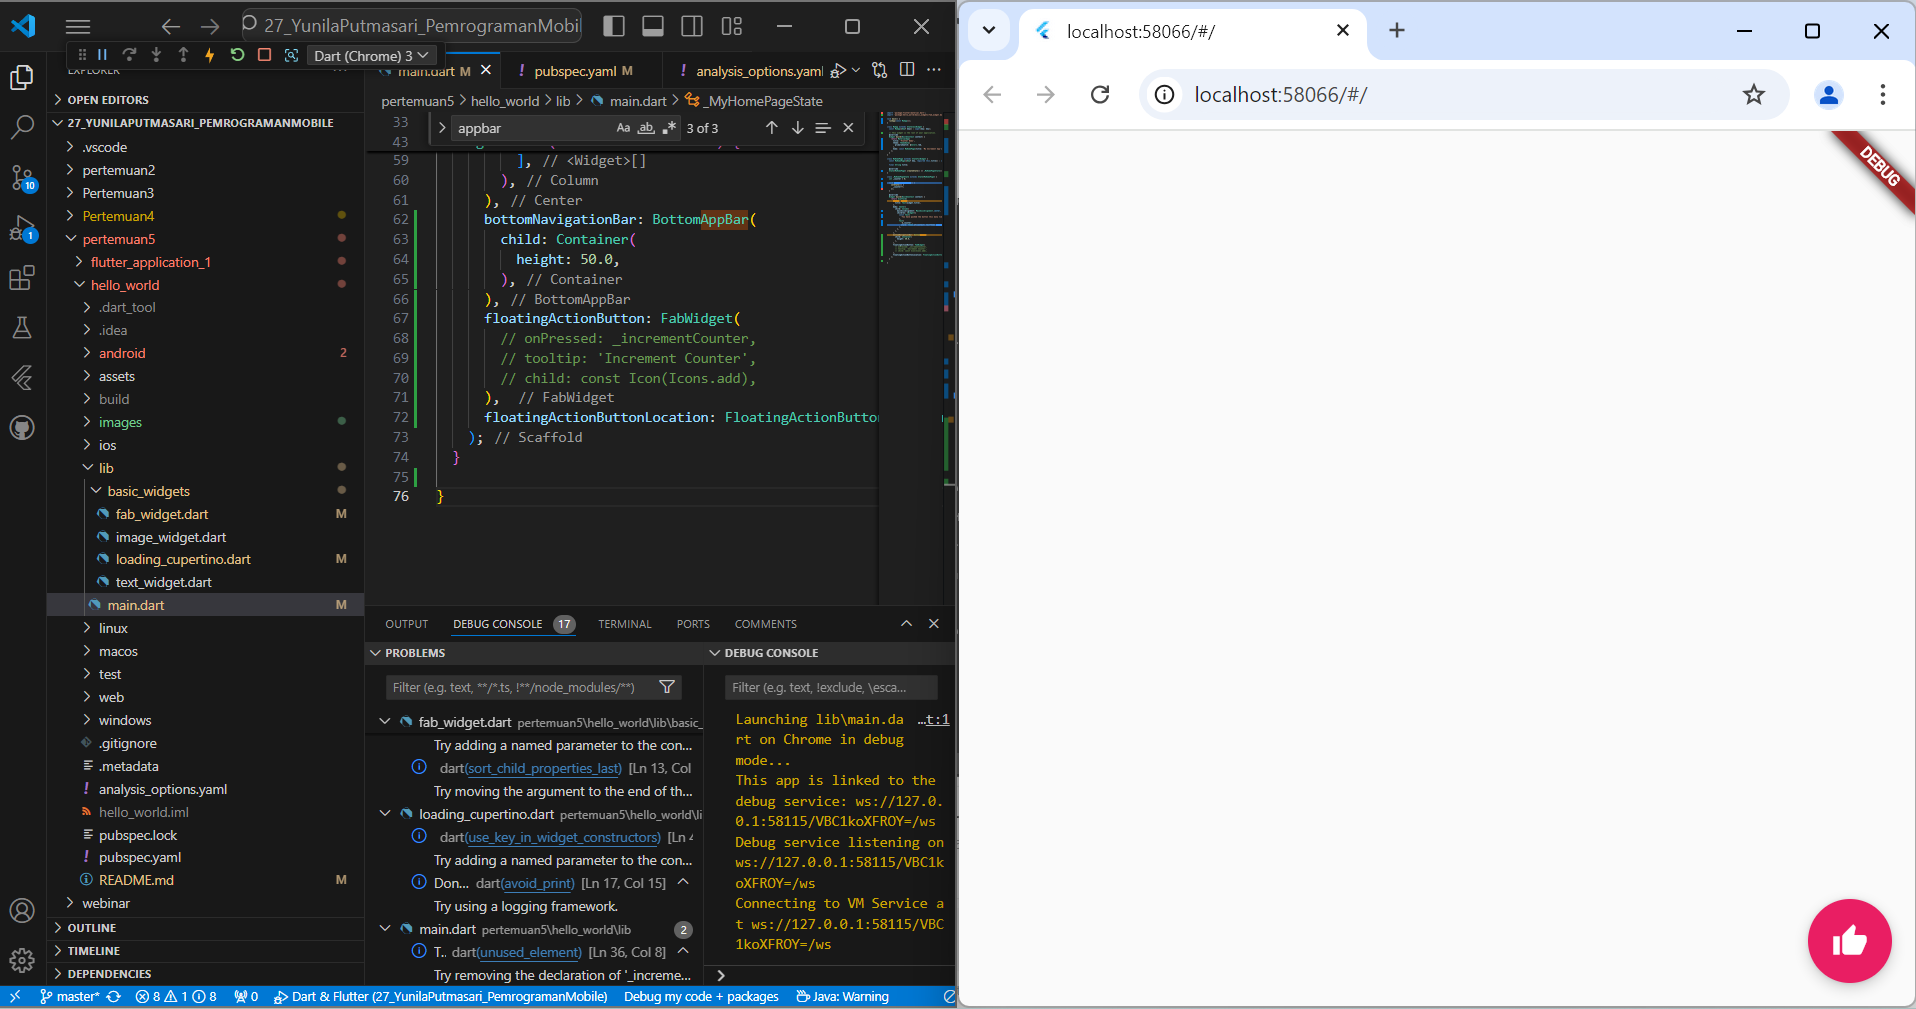 27_YunilaPutmasari_PemrogramanMobil
Dart (Chrome) 3
EXPLORER
main.dart M
pubspec.yaml M
analysis_options.yaml
pertemuan5 > hello_world > lib > main.dart > _MyHomePageState
appbar
Aa ab .* 3 of 3
OPEN EDITORS
27_YUNILAPUTMASARI_PEMROGRAMANMOBILE
.vscode
pertemuan2
Pertemuan3
Pertemuan4
pertemuan5
flutter_application_1
hello_world
.dart_tool
.idea
android 2
assets
build
images
ios
lib
basic_widgets
fab_widget.dart M
image_widget.dart
loading_cupertino.dart M
text_widget.dart
main.dart M
linux
macos
test
web
windows
.gitignore
.metadata
analysis_options.yaml
hello_world.iml
pubspec.lock
pubspec.yaml
README.md M
webinar
OUTLINE
TIMELINE
DEPENDENCIES
10
1
33
43
59 ], // <Widget>[]
60 ), // Column
61 ), // Center
62 bottomNavigationBar: BottomAppBar(
63 child: Container(
64 height: 50.0,
65 ), // Container
66 ), // BottomAppBar
67 floatingActionButton: FabWidget(
68 // onPressed: _incrementCounter,
69 // tooltip: 'Increment Counter',
70 // child: const Icon(Icons.add),
71 ), // FabWidget
72 floatingActionButtonLocation: FloatingActionButto
73 ); // Scaffold
74 }
75
76 }
OUTPUT DEBUG CONSOLE 17 TERMINAL PORTS COMMENTS
PROBLEMS
Filter (e.g. text, **/*.ts, !**/node_modules/**)
fab_widget.dart pertemuan5\hello_world\lib\basic_
Try adding a named parameter to the con...
dart(sort_child_properties_last) [Ln 13, Col
Try moving the argument to the end of th...
loading_cupertino.dart pertemuan5\hello_world\li
dart(use_key_in_widget_constructors) [Ln 4
Try adding a named parameter to the con...
Don... dart(avoid_print) [Ln 17, Col 15]
Try using a logging framework.
main.dart pertemuan5\hello_world\lib 2
T.. dart(unused_element) [Ln 36, Col 8]
Try removing the declaration of '_increme...
DEBUG CONSOLE
Filter (e.g. text, !exclude, \esca...
Launching lib\main.da ...t:1
rt on Chrome in debug
mode...
This app is linked to the
debug service: ws://127.0.
0.1:58115/VBC1koXFROY=/ws
Debug service listening on
ws://127.0.0.1:58115/VBC1k
oXFROY=/ws
Connecting to VM Service a
t ws://127.0.0.1:58115/VBC
1koXFROY=/ws
master* 8 1 8 0 Dart & Flutter (27_YunilaPutmasari_PemrogramanMobile) Debug my code + packages Java: Warning
localhost:58066/#/
localhost:58066/#/
DEBUG